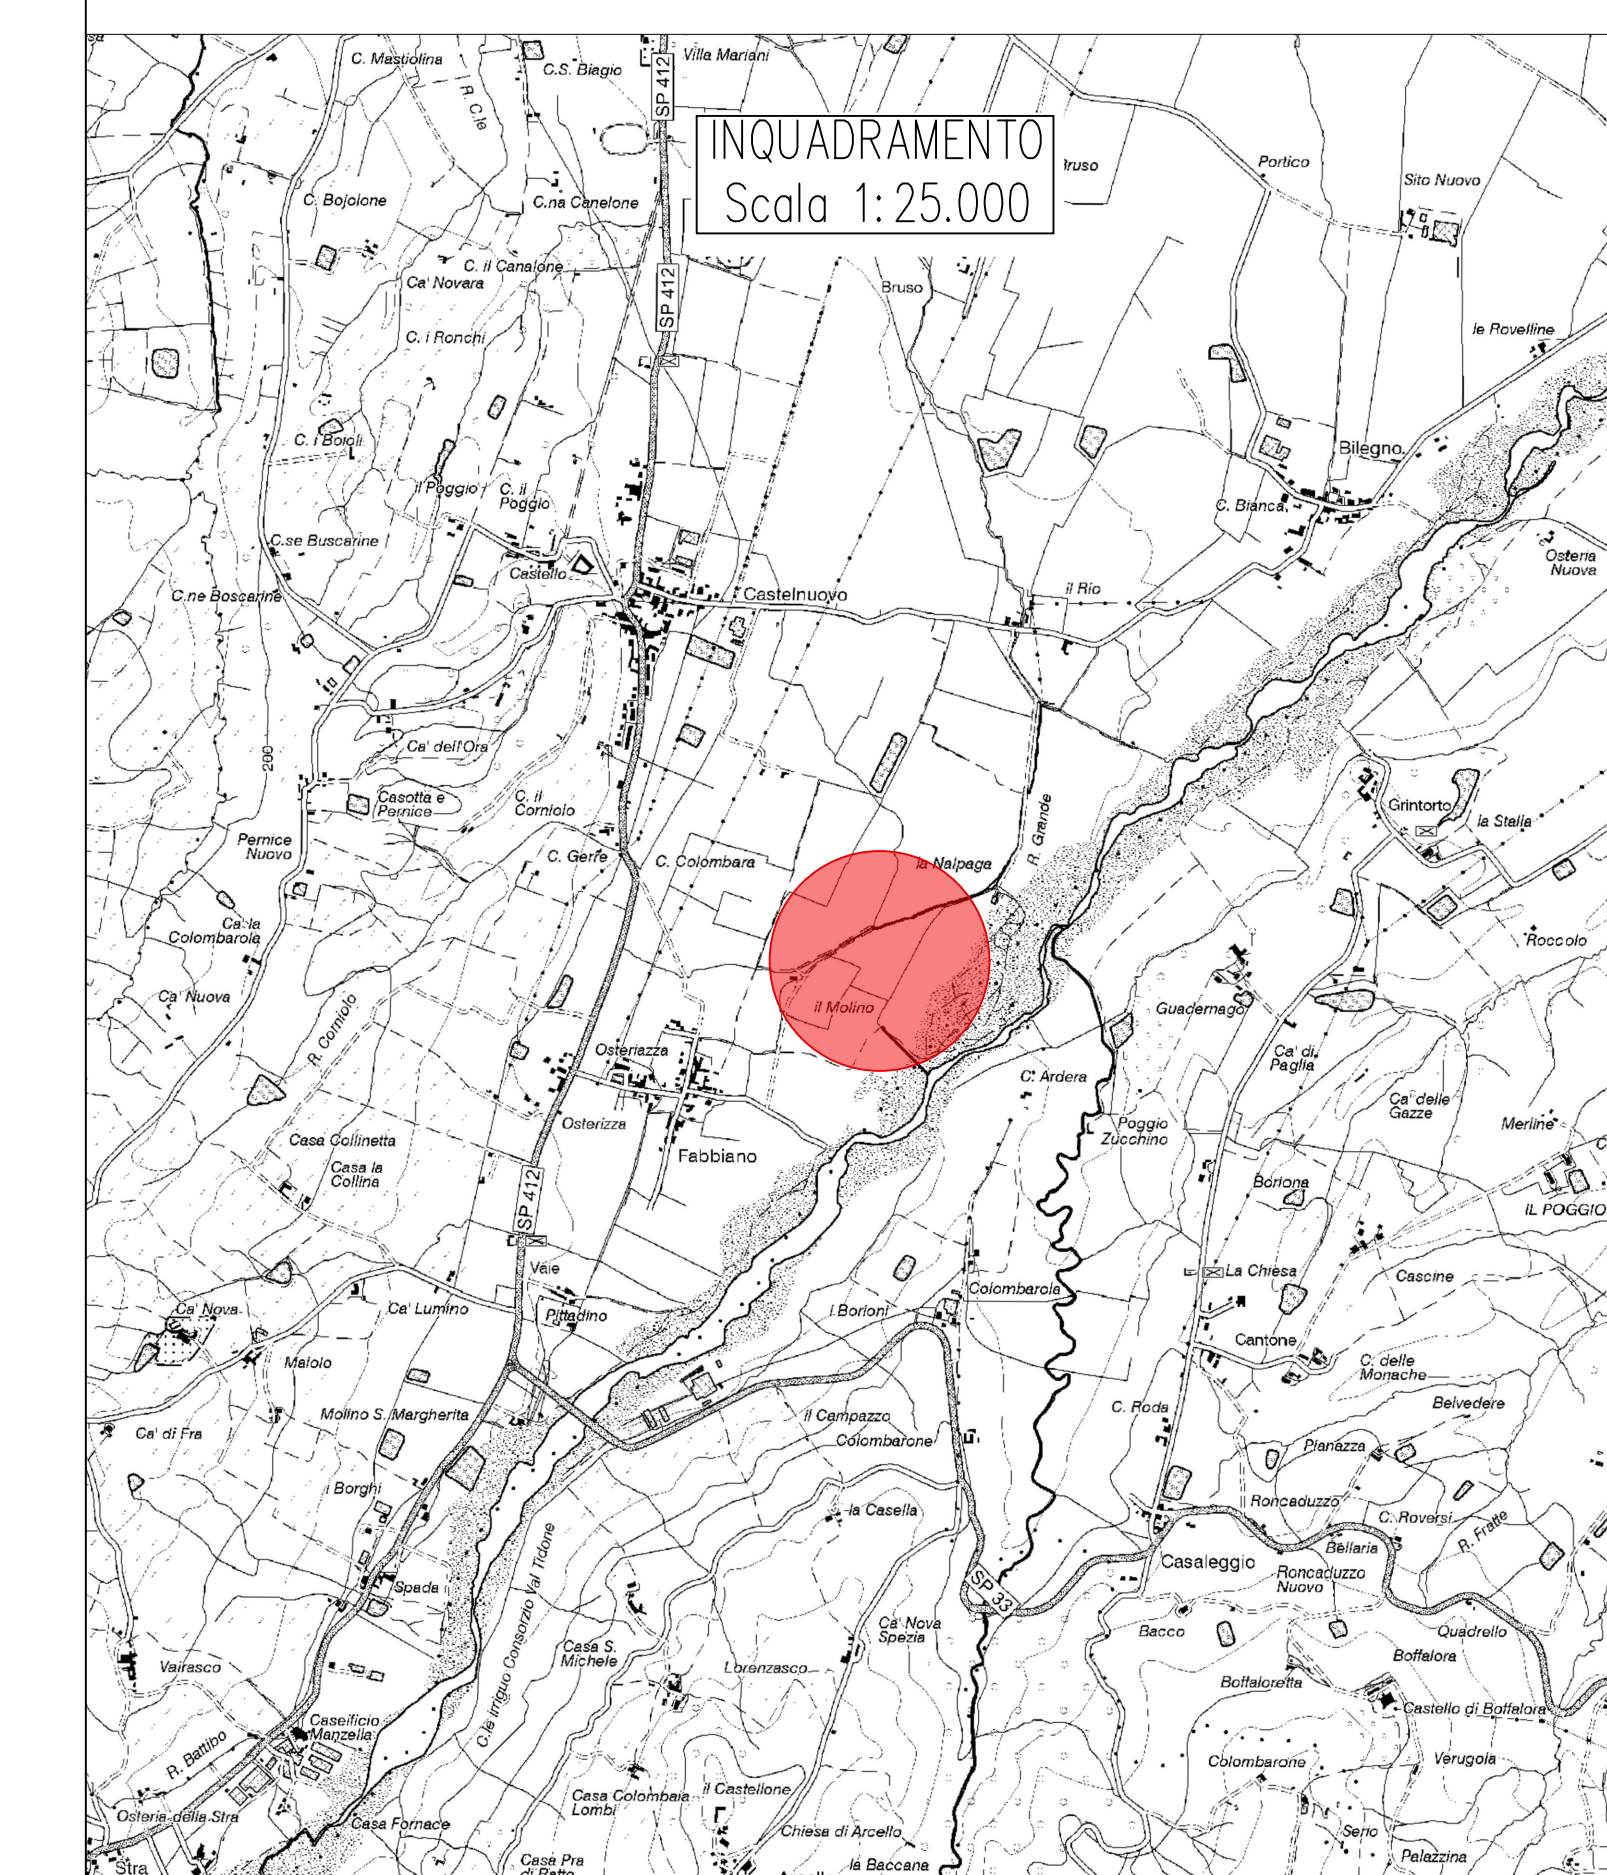 C. Mastiolina
C.S. Biagio
SP 412
Villa Mariani
R. C.le
INQUADRAMENTO
Scala 1:25.000
Bruso
Portico
Sito Nuovo
C. Bojolone
C.na Canelone
C. il Canalone
Ca' Novara
SP 412
Bruso
C. i Ronchi
le Rovelline
C. i Boioli
Bilegno
il Poggio
C. il
Poggio
C. Bianca
C.se Buscarine
Castello
Osteria
Nuova
C.ne Boscarine
Castelnuovo
il Rio
200
Ca' dell'Ora
Casotta e
Pernice
C. il
Corniolo
Grintorto
la Stalla
R. Grande
Pernice
Nuovo
C. Gerre
C. Colombara
la Nalpaga
Ca' la
Colombarola
Roccolo
Ca' Nuova
R. Corniolo
il Molino
Guadernago
Osteriazza
Ca' di
Paglia
C. Ardera
Ca' delle
Gazze
Osterizza
Poggio
Zucchino
Merline
Casa Collinetta
Fabbiano
Casa la
Collina
SP 412
Boriona
IL POGGIO
Vaie
La Chiesa
Cascine
Colombarola
Ca' Nova
Ca' Lumino
Pittadino
I Borioni
Cantone
Malolo
C. delle
Monache
Molino S. Margherita
il Campazzo
C. Roda
Belvedere
Ca' di Fra
Colombarone
Pianazza
i Borghi
la Casella
Roncaduzzo
C. Roversi
R. Fratte
Bellaria
C.le irriguo Consorzio Val Tidone
Casaleggio
Roncaduzzo
Nuovo
Spada
SP 33
Ca' Nova
Spezia
Bacco
Quadrello
Casa S.
Michele
Boffalora
Vairasco
Lorenzasco
Boffaloretta
Castello di Boffalora
Caseificio
Manzella
R. Battibo
Colombarone
Verugola
Casa Colombaia
Lombi
il Castellone
Osteria della Stra
Casa Fornace
Chiesa di Arcello
Serio
Stra
Casa Pra
la Baccana
Palazzina